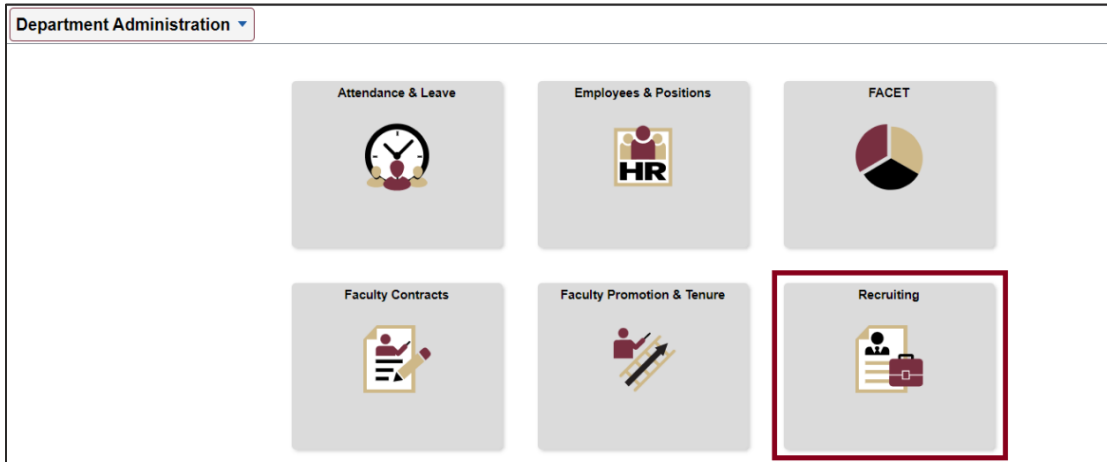 Department Administration
Attendance & Leave
Employees & Positions
FACET
HR
Faculty Contracts
Faculty Promotion & Tenure
Recruiting